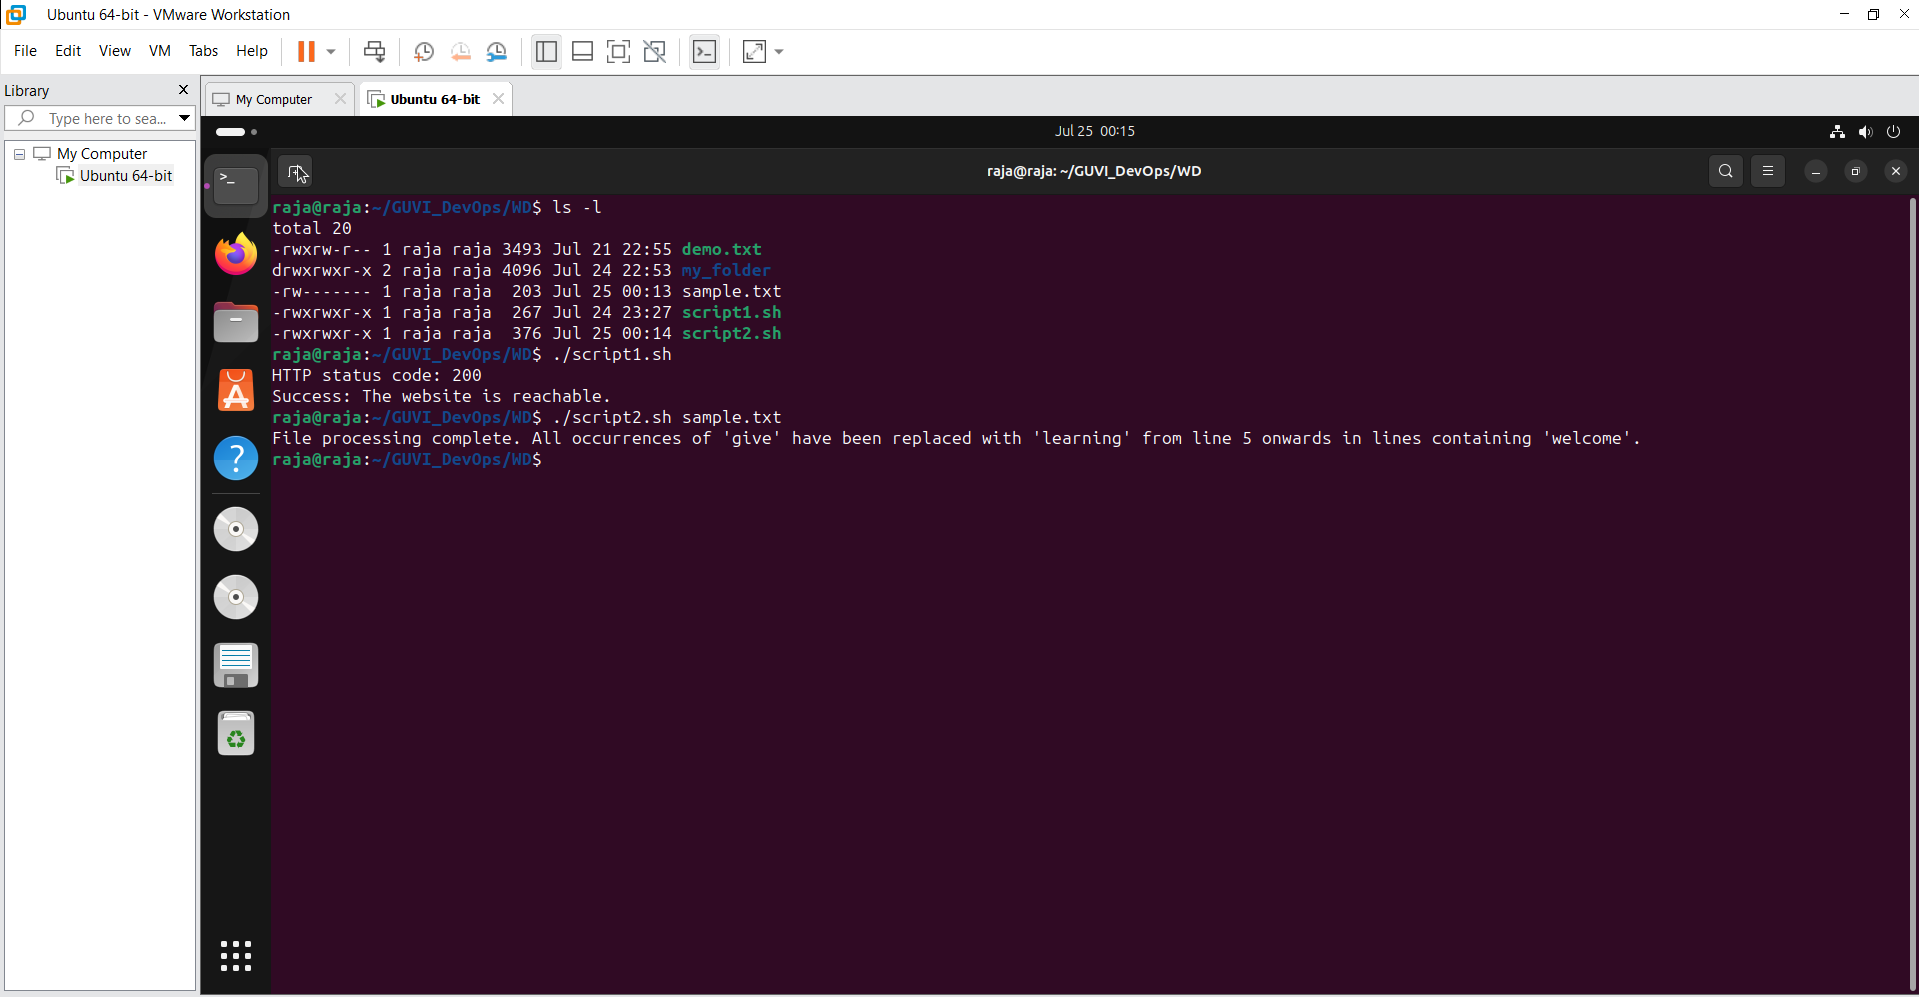 Ubuntu 64-bit - VMware Workstation
File Edit View VM Tabs Help
Library
Type here to sea...
My Computer
Ubuntu 64-bit
My Computer
Ubuntu 64-bit
Jul 25 00:15
raja@raja: ~/GUVI_DevOps/WD
raja@raja:~/GUVI_DevOps/WD$ ls -l
total 20
-rwxrw-r-- 1 raja raja 3493 Jul 21 22:55 demo.txt
drwxrwxr-x 2 raja raja 4096 Jul 24 22:53 my_folder
-rw------- 1 raja raja  203 Jul 25 00:13 sample.txt
-rwxrwxr-x 1 raja raja  267 Jul 24 23:27 script1.sh
-rwxrwxr-x 1 raja raja  376 Jul 25 00:14 script2.sh
raja@raja:~/GUVI_DevOps/WD$ ./script1.sh
HTTP status code: 200
Success: The website is reachable.
raja@raja:~/GUVI_DevOps/WD$ ./script2.sh sample.txt
File processing complete. All occurrences of 'give' have been replaced with 'learning' from line 5 onwards in lines containing 'welcome'.
raja@raja:~/GUVI_DevOps/WD$